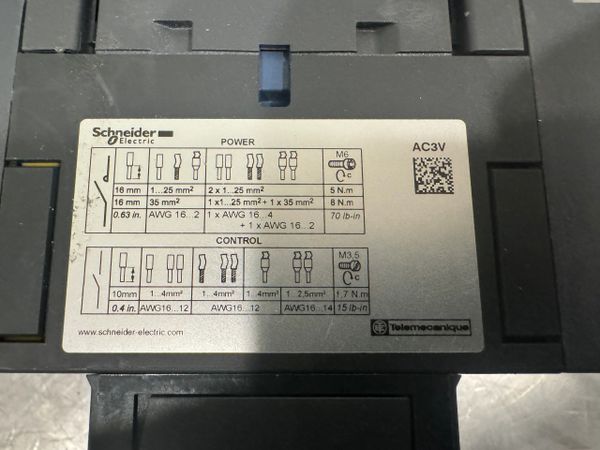 Schneider
Electric
POWER
AC3V
M6
C
16 mm 1...25 mm² 2 x 1...25 mm² 5 N.m
16 mm 35 mm² 1 x1...25 mm² + 1 x 35 mm² 8 N.m
0.63 in. AWG 16...2 1 x AWG 16...4 70 lb-in
+ 1 x AWG 16...2
CONTROL
M3,5
C
10mm 1...4mm² 1...4mm² 1...4mm² 1...2,5mm² 1,7 N.m
0.4 in. AWG16...12 AWG16...12 AWG16...14 15 lb-in
www.schneider-electric.com
Telemecanique